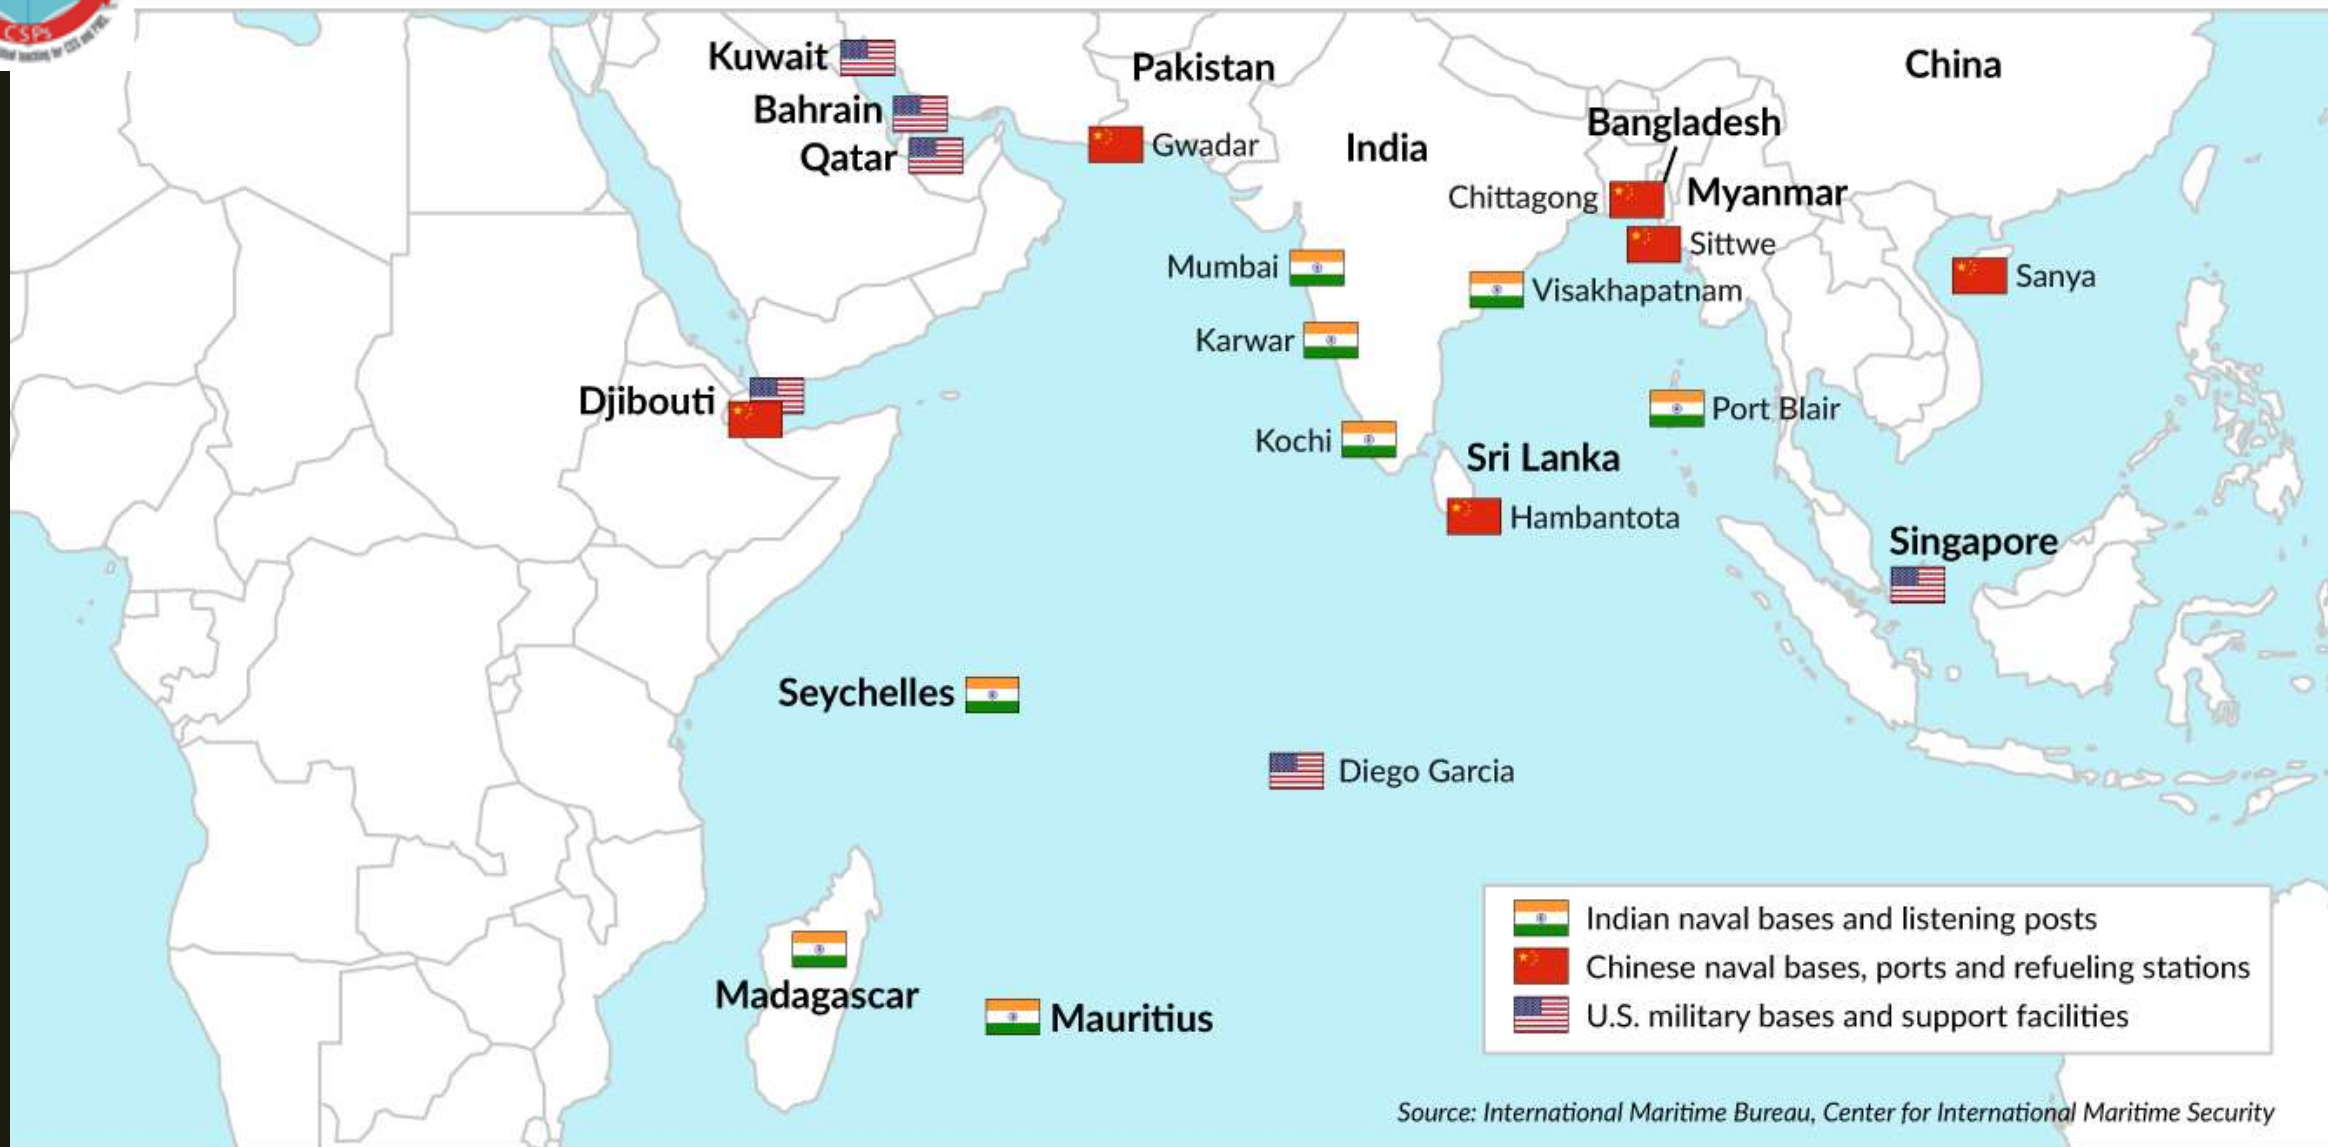 CSPs
Kuwait
Pakistan
China
Bahrain
Bangladesh
Qatar
Gwadar
India
Chittagong
Myanmar
Sittwe
Mumbai
Visakhapatnam
Sanya
Karwar
Djibouti
Port Blair
Kochi
Sri Lanka
Hambantota
Singapore
Seychelles
Diego Garcia
Indian naval bases and listening posts
Chinese naval bases, ports and refueling stations
Madagascar
Mauritius
U.S. military bases and support facilities
Source: International Maritime Bureau, Center for International Maritime Security